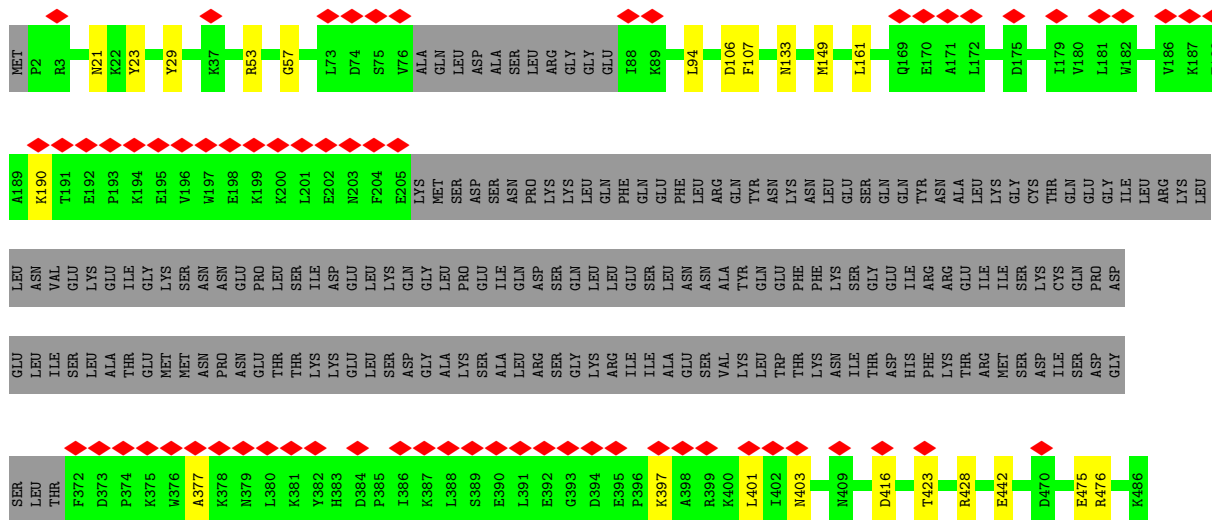 MET P2 R3 N21 K22 Y23 Y29 K37 R53 G57 L73 D74 S75 V76 ALA GLN LEU ASP ALA SER LEU ARG GLY GLY GLU I88 K89 L94 D106 F107 N133 M149 L161 Q169 E170 A171 L172 D175 I179 V180 L181 W182 V186 K187
A189 K190 T191 E192 P193 K194 E195 V196 W197 E198 K199 K200 L201 E202 N203 F204 E205 LYS MET SER ASP SER ASN PRO LYS LYS LEU GLN PHE GLN GLU PHE LEU ARG GLN TYR ASN LYS ASN LEU GLU SER GLN GLN TYR ASN ALA LEU LYS GLY CYS THR GLN GLU GLY ILE LEU ARG LYS LEU
LEU ASN VAL GLU LYS GLU ILE GLY LYS SER ASN ASN GLU PRO LEU SER ILE ASP GLU LEU LYS GLN GLY LEU PRO GLU ILE GLN ASP SER GLN LEU LEU GLU SER LEU ASN ASN ALA TYR GLN GLU PHE PHE LYS SER GLY GLU ILE ARG ARG GLU ILE ILE SER LYS CYS GLN PRO ASP
GLU LEU ILE SER LEU ALA THR GLU MET MET ASN PRO ASN GLU THR THR LYS LYS GLU LEU SER ASP GLY ALA LYS SER ALA LEU ARG SER GLY LYS ARG ILE ILE ALA GLU SER VAL LYS LEU TRP THR LYS ASN ILE THR ASP HIS PHE LYS THR ARG MET SER ASP ILE SER ASP GLY
SER LEU THR F372 D373 P374 K375 W376 A377 K378 N379 L380 K381 Y382 H383 D384 P385 I386 K387 L388 S389 E390 L391 E392 G393 D394 E395 P396 K397 A398 R399 K400 L401 I402 N403 N409 D416 T423 R428 E442 D470 E475 R476 K486